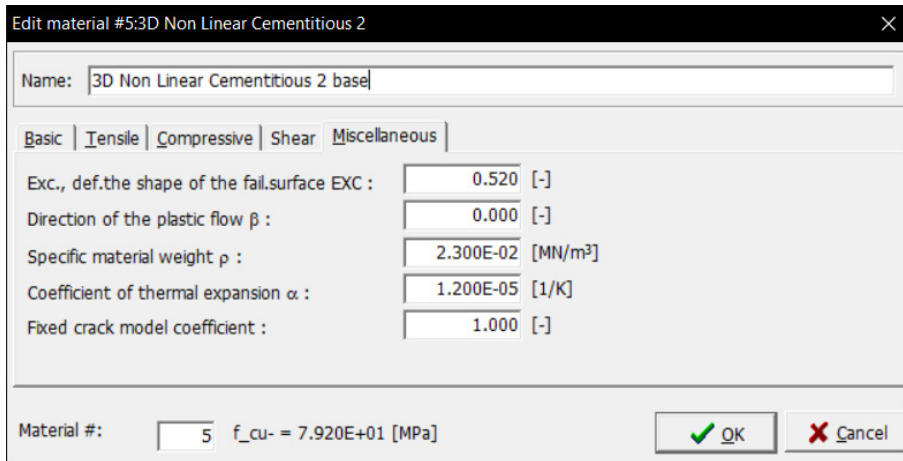 Edit material #5:3D Non Linear Cementitious 2
Name: 3D Non Linear Cementitious 2 base
Basic Tensile Compressive Shear Miscellaneous
Exc., def.the shape of the fail.surface EXC : 0.520 [-]
Direction of the plastic flow β : 0.000 [-]
Specific material weight ρ : 2.300E-02 [MN/m³]
Coefficient of thermal expansion α : 1.200E-05 [1/K]
Fixed crack model coefficient : 1.000 [-]
Material #: 5 f_cu- = 7.920E+01 [MPa] OK Cancel